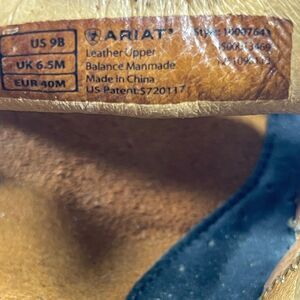 US 9B
UK 6.5M
EUR 40M
ARIAT®
Leather Upper
Balance Manmade
Made in China
US Patent:5720117